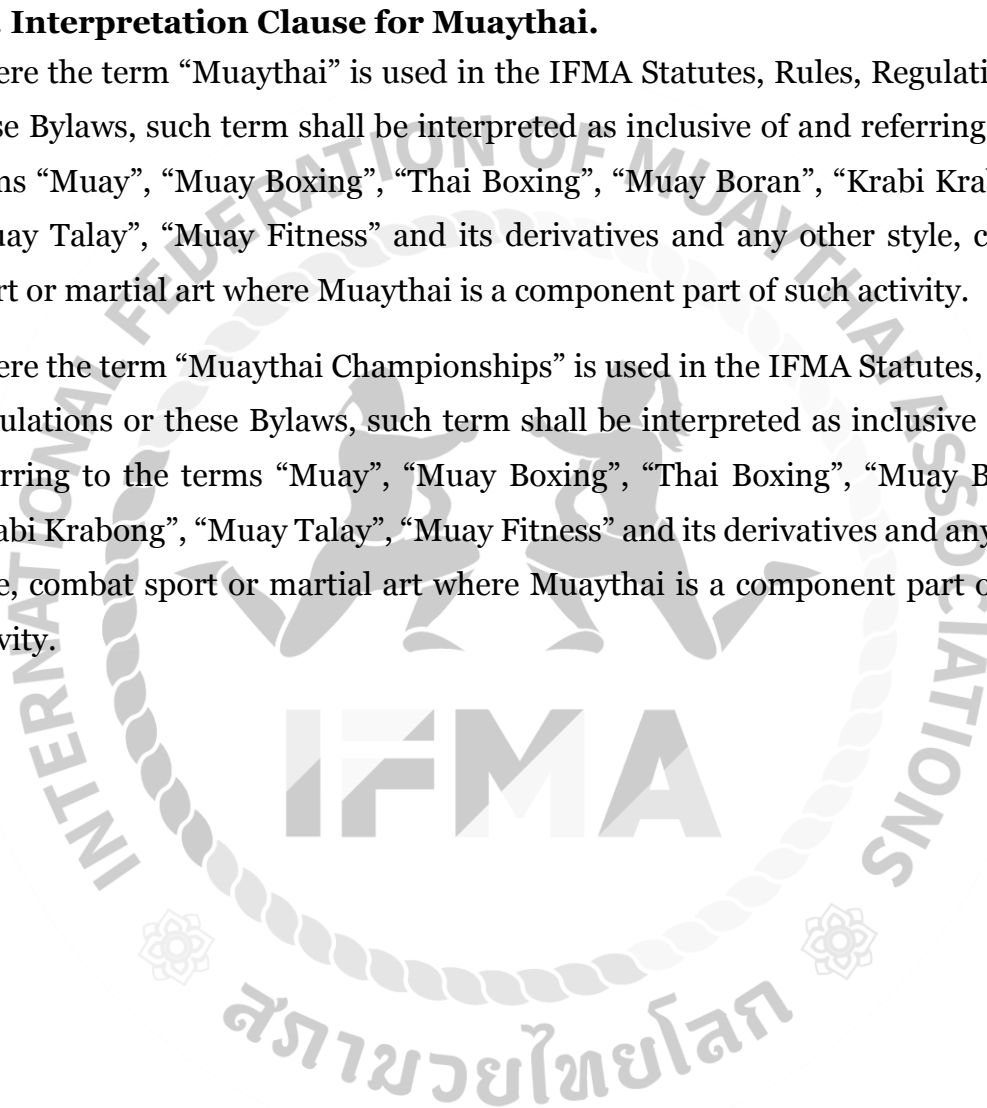 . Interpretation Clause for Muaythai.
ere the term “Muaythai” is used in the IFMA Statutes, Rules, Regulati
se Bylaws, such term shall be interpreted as inclusive of and referring
ns “Muay”, “Muay Boxing”, “Thai Boxing”, “Muay Boran”, “Krabi Kra
uay Talay”, “Muay Fitness” and its derivatives and any other style, c
rt or martial art where Muaythai is a component part of such activity.
ere the term “Muaythai Championships” is used in the IFMA Statutes,
ulations or these Bylaws, such term shall be interpreted as inclusive
rring to the terms “Muay”, “Muay Boxing”, “Thai Boxing”, “Muay B
abi Krabong”, “Muay Talay”, “Muay Fitness” and its derivatives and any
e, combat sport or martial art where Muaythai is a component part o
vity.
INTERNATIONAL FEDERATION OF MUAYTHAI ASSOCIATIONS
IFMA
สภามวยไทยโลก